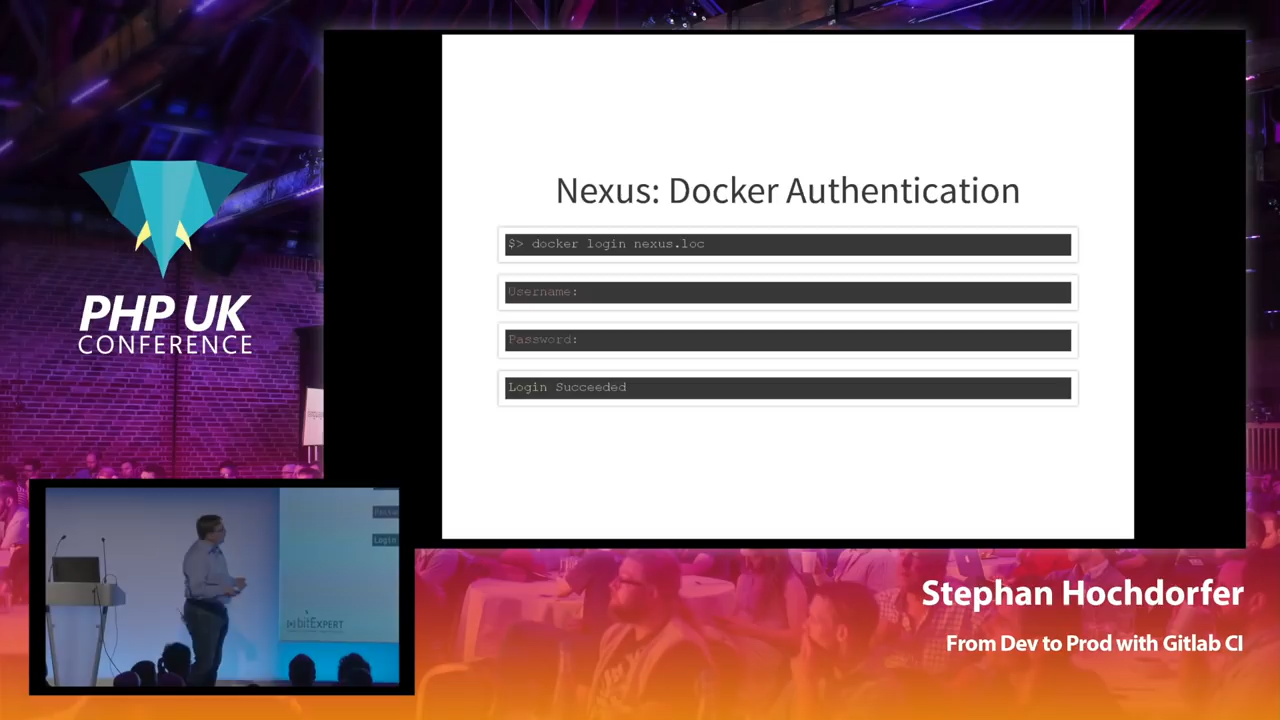 Nexus: Docker Authentication
$> docker login nexus.loc
Username:
Password:
Login Succeeded
PHP UK
CONFERENCE
Login
bitExpert
Stephan Hochdorfer
From Dev to Prod with Gitlab CI